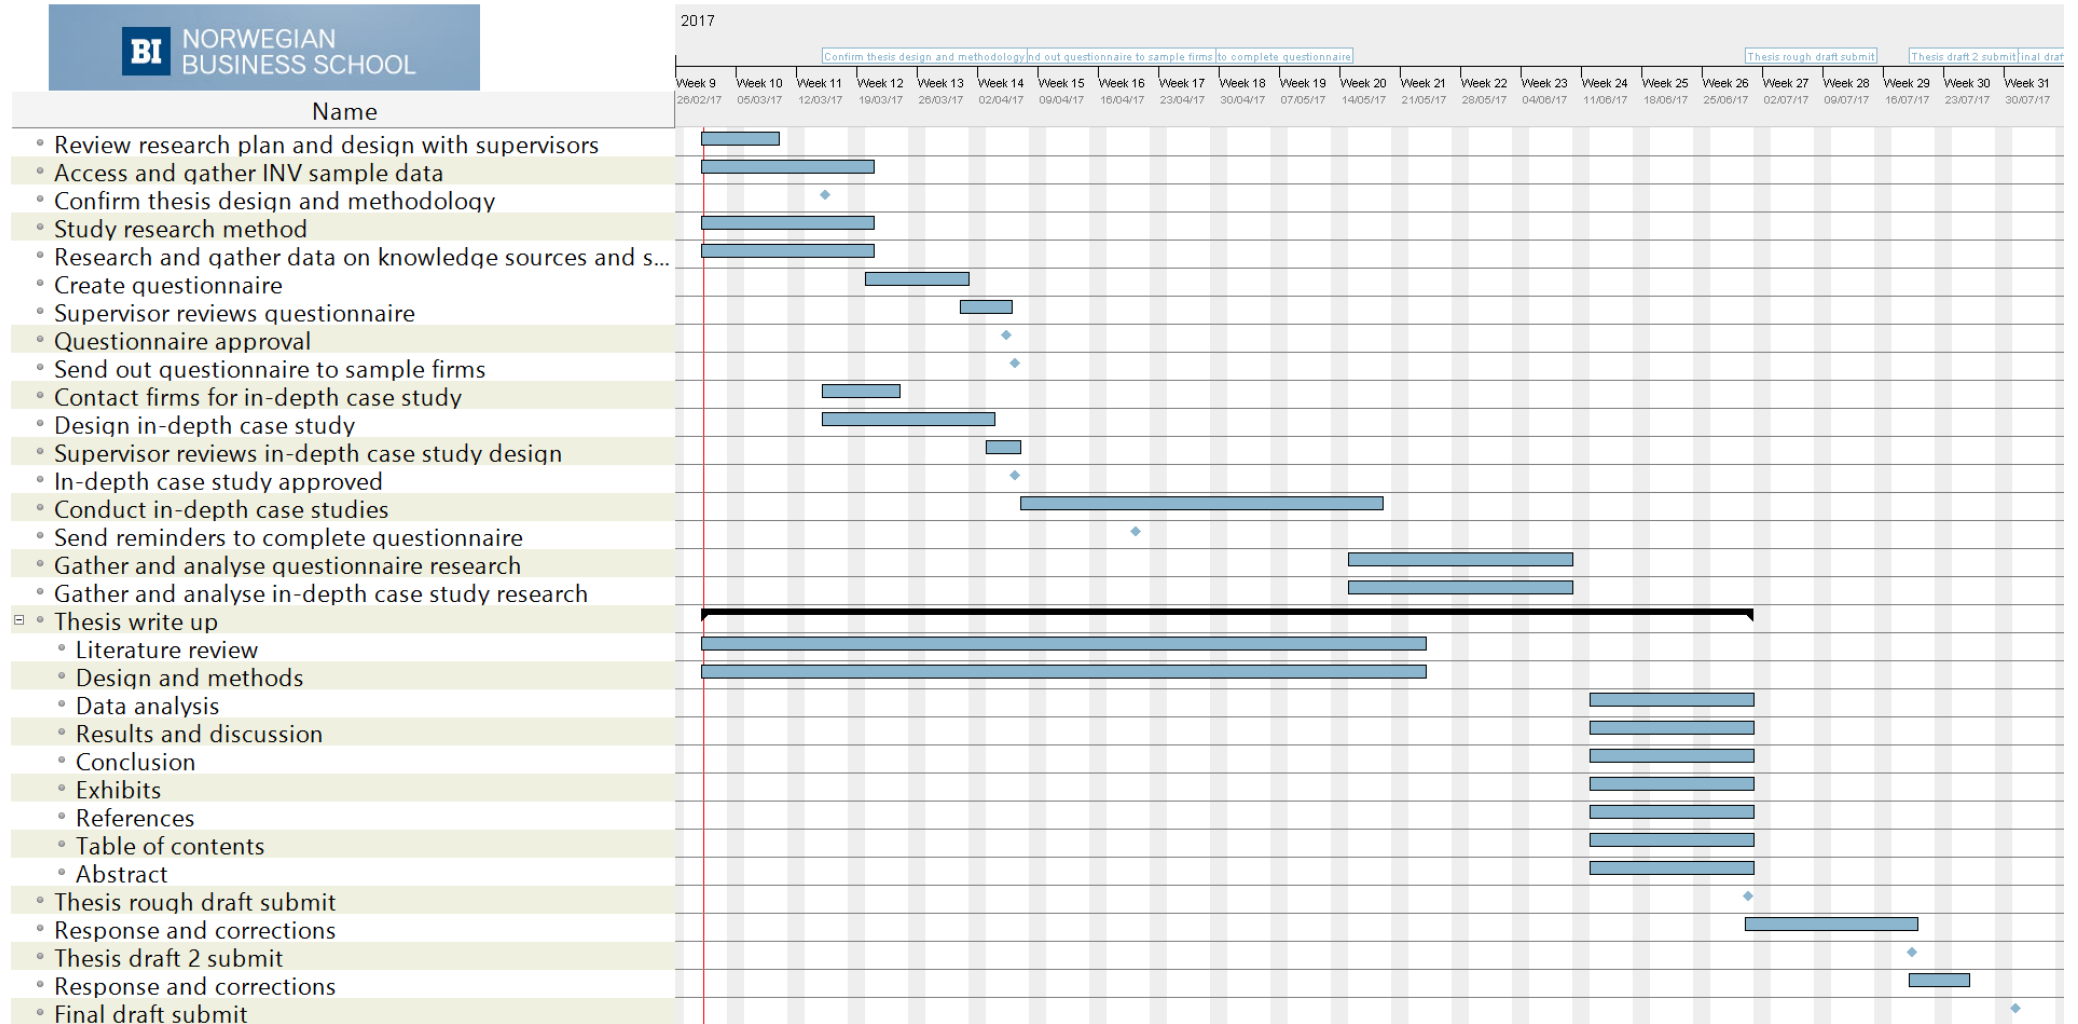 BI NORWEGIAN
BUSINESS SCHOOL
2017
Confirm thesis design and methodology nd out questionnaire to sample firms to complete questionnaire Thesis rough draft submit Thesis draft 2 submit inal draf
Week 9 Week 10 Week 11 Week 12 Week 13 Week 14 Week 15 Week 16 Week 17 Week 18 Week 19 Week 20 Week 21 Week 22 Week 23 Week 24 Week 25 Week 26 Week 27 Week 28 Week 29 Week 30 Week 31
26/02/17 05/03/17 12/03/17 19/03/17 26/03/17 02/04/17 09/04/17 16/04/17 23/04/17 30/04/17 07/05/17 14/05/17 21/05/17 28/05/17 04/06/17 11/06/17 18/06/17 25/06/17 02/07/17 09/07/17 16/07/17 23/07/17 30/07/17
Name
Review research plan and design with supervisors
Access and gather INV sample data
Confirm thesis design and methodology
Study research method
Research and gather data on knowledge sources and s...
Create questionnaire
Supervisor reviews questionnaire
Questionnaire approval
Send out questionnaire to sample firms
Contact firms for in-depth case study
Design in-depth case study
Supervisor reviews in-depth case study design
In-depth case study approved
Conduct in-depth case studies
Send reminders to complete questionnaire
Gather and analyse questionnaire research
Gather and analyse in-depth case study research
Thesis write up
Literature review
Design and methods
Data analysis
Results and discussion
Conclusion
Exhibits
References
Table of contents
Abstract
Thesis rough draft submit
Response and corrections
Thesis draft 2 submit
Response and corrections
Final draft submit